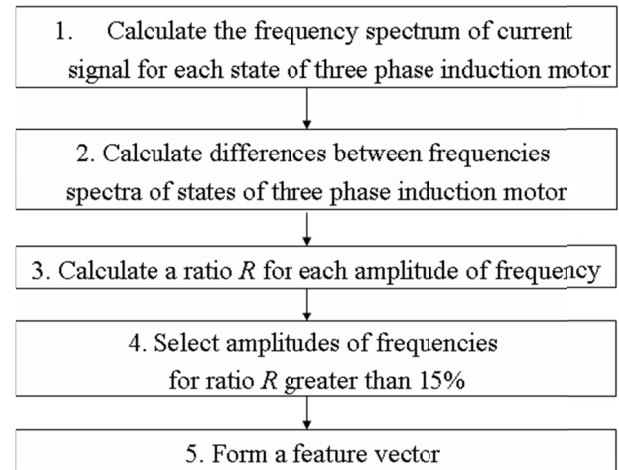 1. Calculate the frequency spectrum of current
signal for each state of three phase induction motor
2. Calculate differences between frequencies
spectra of states of three phase induction motor
3. Calculate a ratio R for each amplitude of frequency
4. Select amplitudes of frequencies
for ratio R greater than 15%
5. Form a feature vector